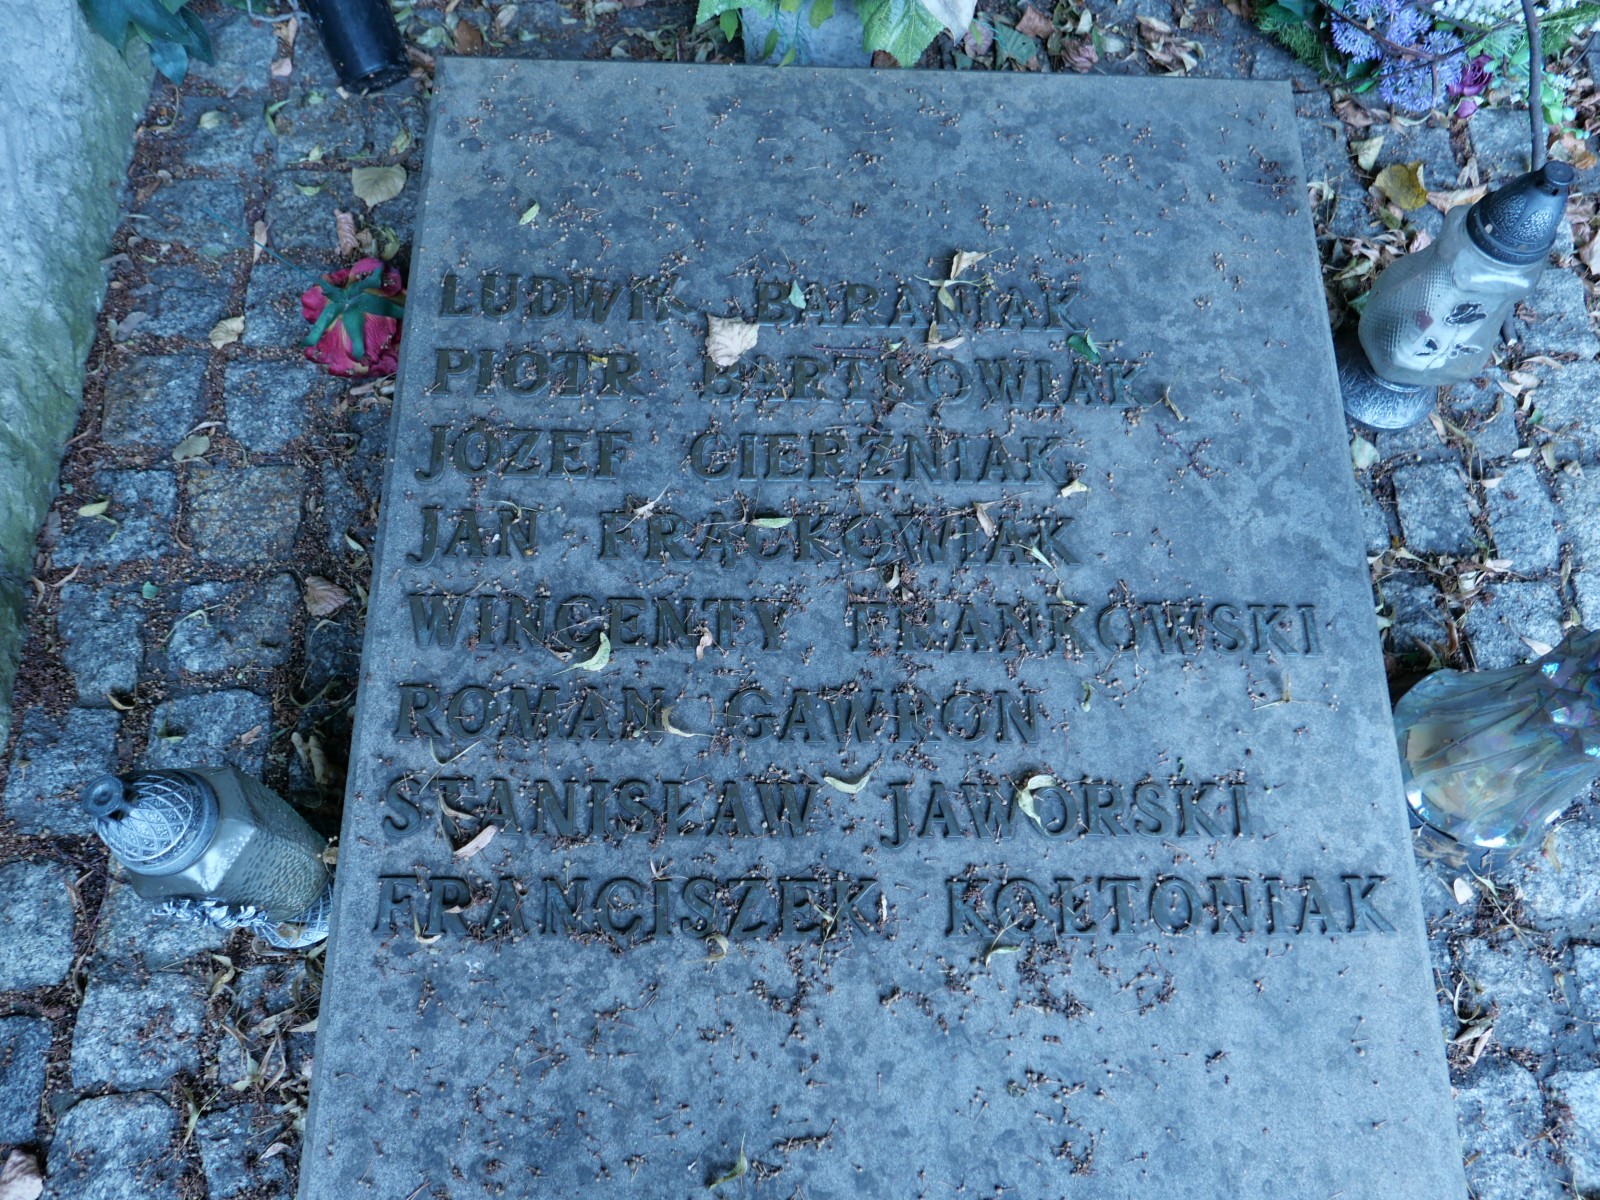 LUDWIK BARANIAK
PIOTR BARTKOWIAK
JÓZEF CIERZNIAK
JAN FRĄCKOWIAK
WINCENTY FRANKOWSKI
ROMAN GAWRON
STANISŁAW JAWORSKI
FRANCISZEK KOŁTONIAK